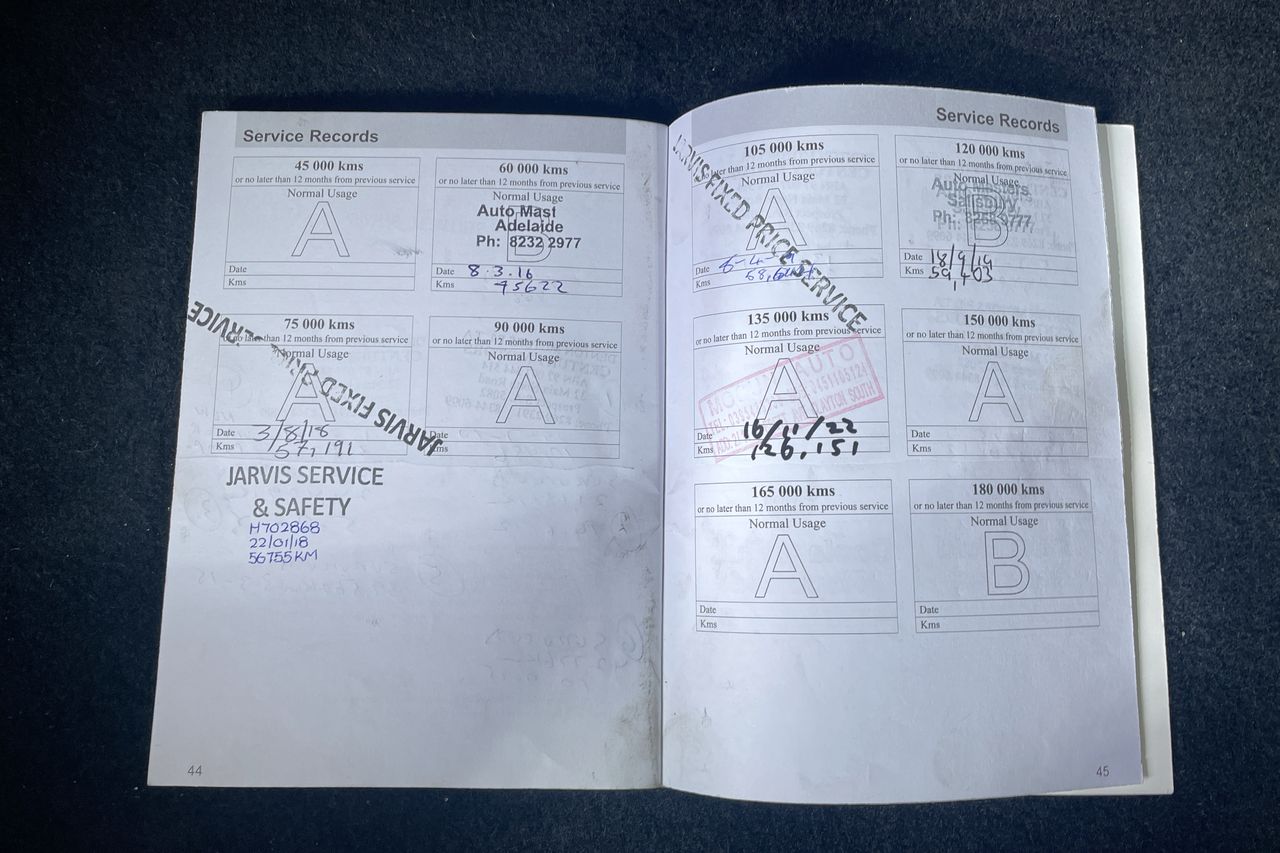 Service Records
45 000 kms
or no later than 12 months from previous service
Normal Usage
A
Date
Kms
60 000 kms
or no later than 12 months from previous service
Normal Usage
B
Auto Mast
Adelaide
Ph: 8232 2977
Date 8.3.16
Kms 45622
75 000 kms
or no later than 12 months from previous service
Normal Usage
A
JARVIS FIXED PRICE SERVICE
Date 3/8/18
Kms 57,191
90 000 kms
or no later than 12 months from previous service
Normal Usage
A
Date
Kms
JARVIS SERVICE
& SAFETY
H702868
22/01/18
56755KM
44
Service Records
105 000 kms
or no later than 12 months from previous service
Normal Usage
A
JARVIS FIXED PRICE SERVICE
Date
Kms
120 000 kms
or no later than 12 months from previous service
Normal Usage
B
Auto Masters
Salisbury
Ph:
Date 18/9/19
Kms 59,403
135 000 kms
or no later than 12 months from previous service
Normal Usage
A
AUTO
SOUTH
Date 16/11/22
Kms 126,151
150 000 kms
or no later than 12 months from previous service
Normal Usage
A
Date
Kms
165 000 kms
or no later than 12 months from previous service
Normal Usage
A
Date
Kms
180 000 kms
or no later than 12 months from previous service
Normal Usage
B
Date
Kms
45